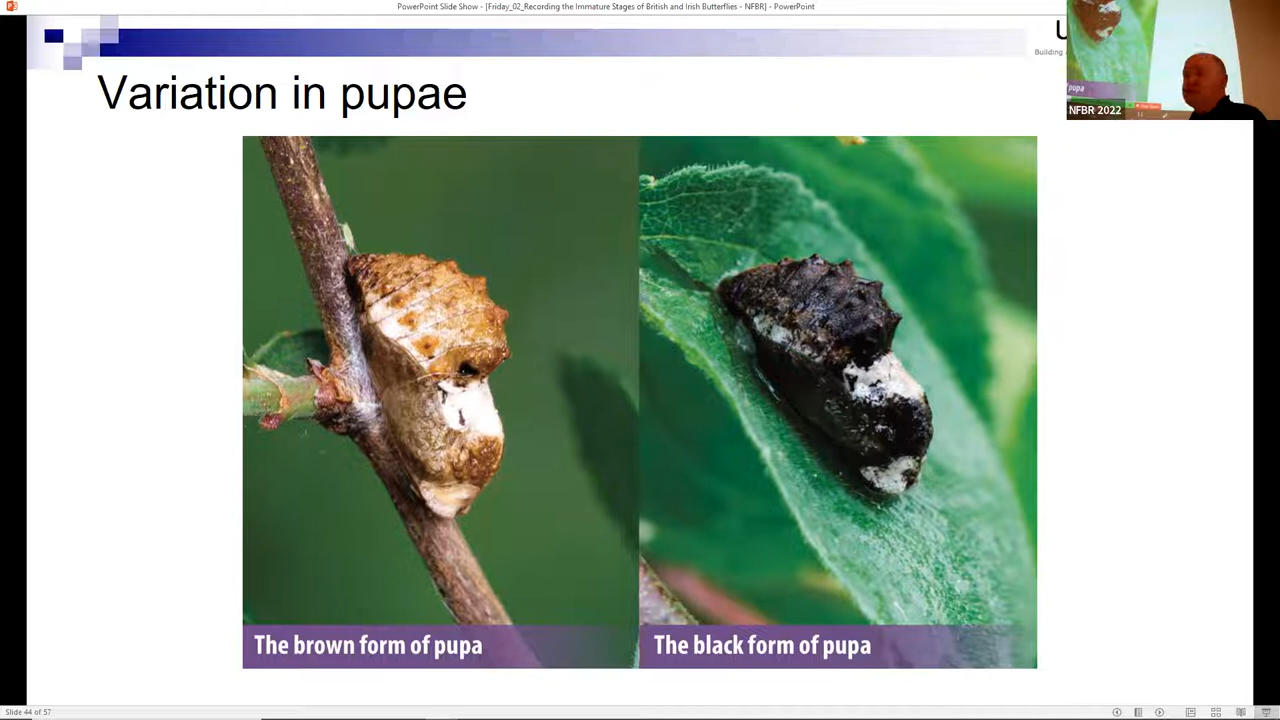 PowerPoint Slide Show - [Friday_02_Recording the Immature Stages of British and Irish Butterflies - NFBR] - PowerPoint
U
Building
Variation in pupae
pupa
NFBR 2022
The brown form of pupa
The black form of pupa
Slide 44 of 57